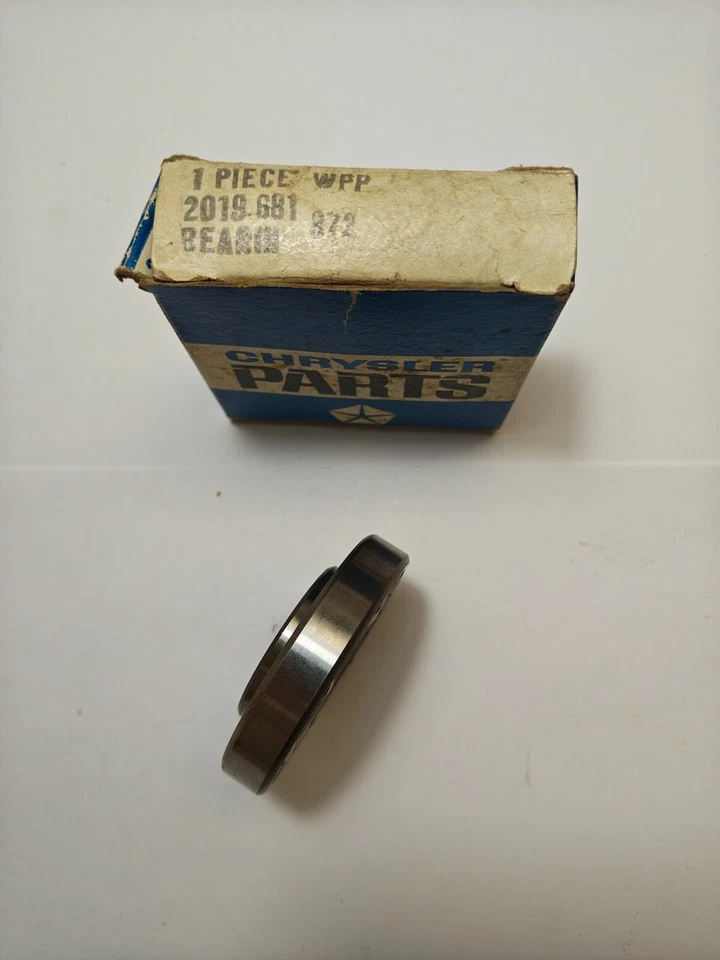 1 PIECE WPP
2019.681 872
BEARIN
CHRYSLER
PARTS